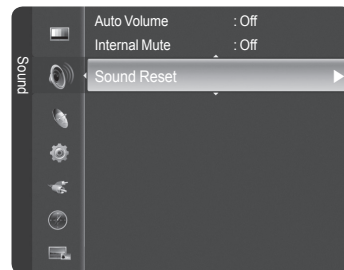 Sound
Auto Volume : Off
Internal Mute : Off
Sound Reset